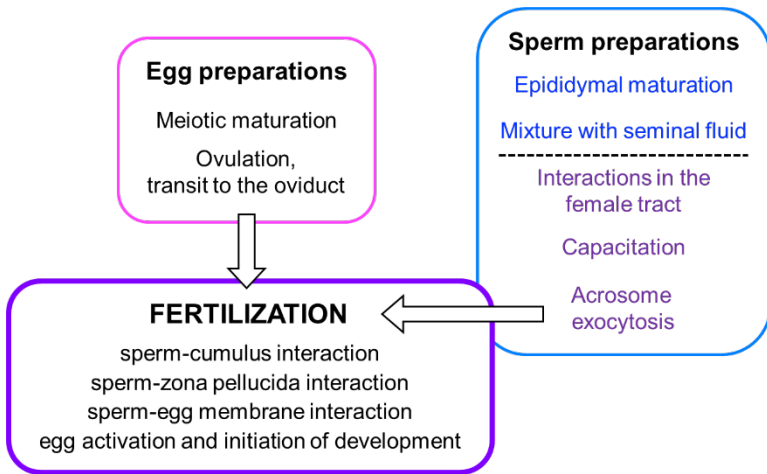 Egg preparations
Meiotic maturation
Ovulation,
transit to the oviduct
Sperm preparations
Epididymal maturation
Mixture with seminal fluid
Interactions in the
female tract
Capacitation
Acrosome
exocytosis
FERTILIZATION
sperm-cumulus interaction
sperm-zona pellucida interaction
sperm-egg membrane interaction
egg activation and initiation of development